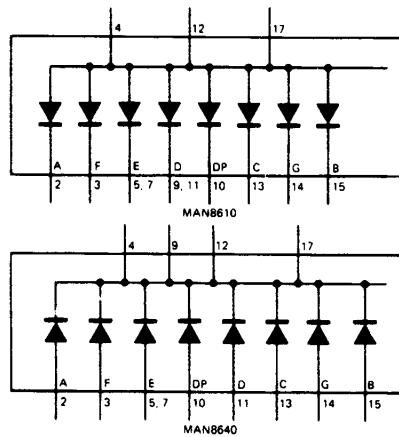 4 12 17
A F E D DP C G B
2 3 5, 7 9, 11 10 13 14 15
MAN8610
4 9 12 17
A F E DP D C G B
2 3 5, 7 10 11 13 14 15
MAN8640